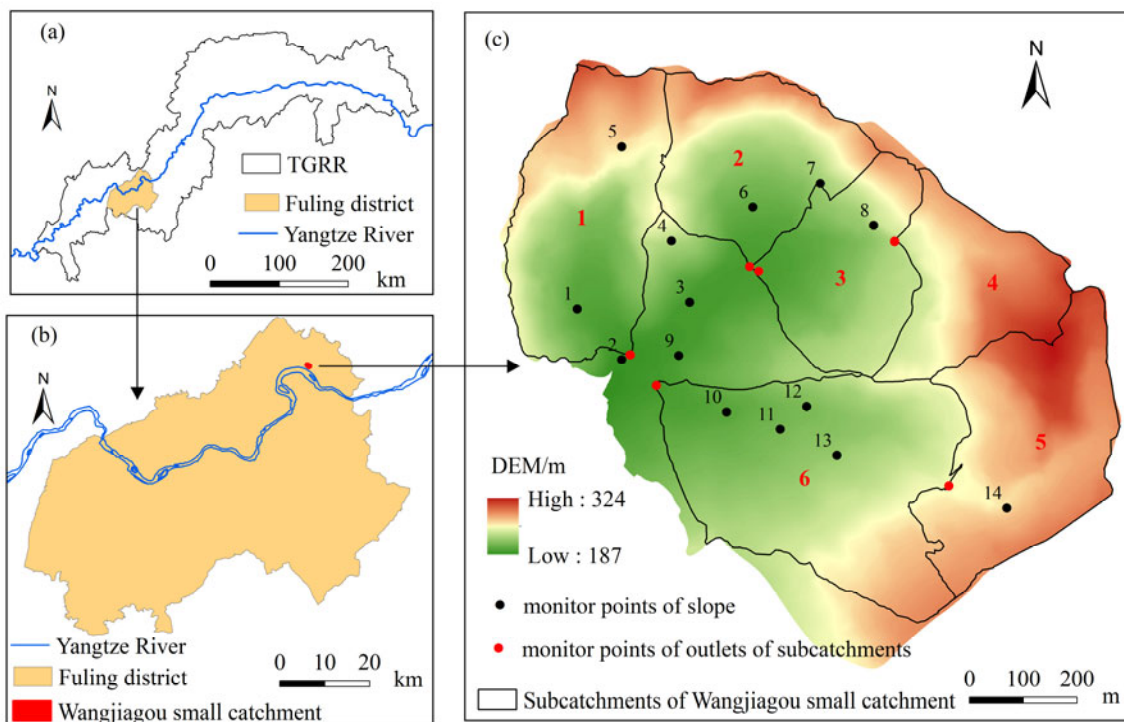 (a)
N
TGRR
Fuling district
Yangtze River
0 100 200
km
(b)
N
Yangtze River
Fuling district
0 10 20
km
Wangjiagou small catchment
(c)
N
5
2
7
6
8
1
4
3
4
3
1
2
9
10
12
11
13
5
6
14
DEM/m
High : 324
Low : 187
monitor points of slope
monitor points of outlets of subcatchments
Subcatchments of Wangjiagou small catchment
0 100 200
m